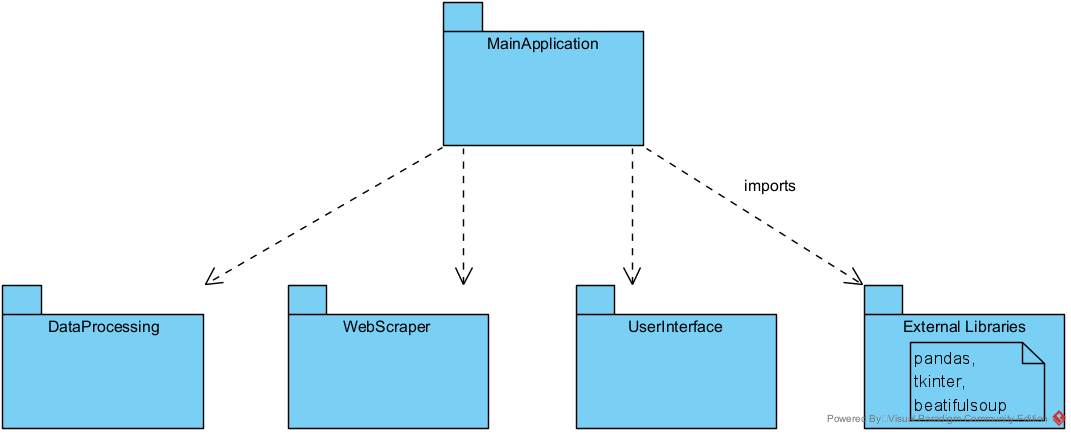 MainApplication
imports
DataProcessing
WebScraper
UserInterface
External Libraries
pandas,
tkinter,
beatifulsoup
Powered By Visual Paradigm Community Edition